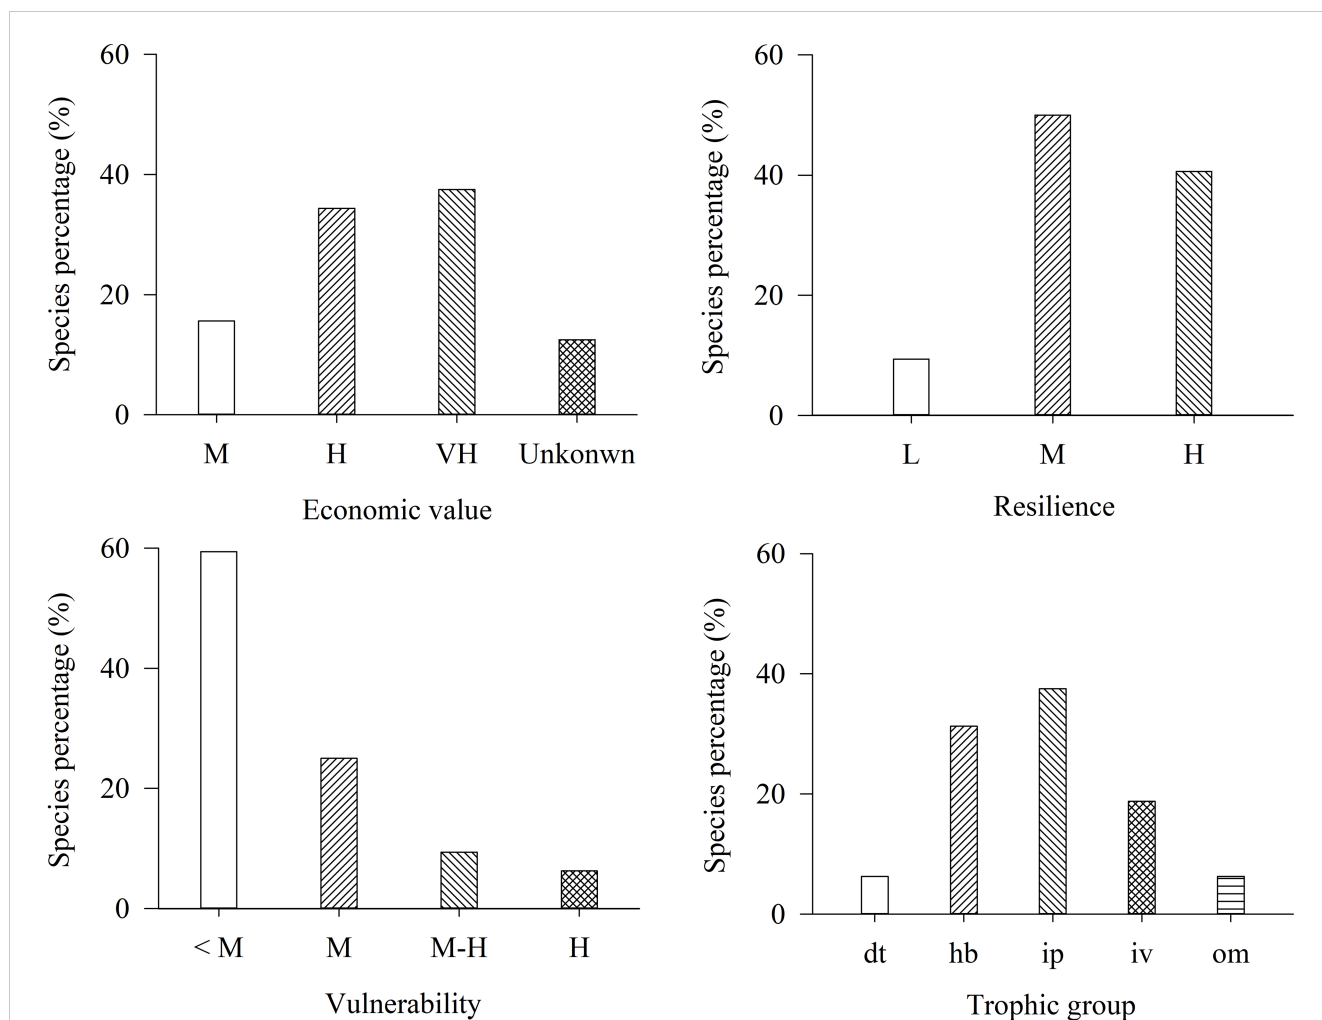 Species percentage (%)
60
40
20
0
M H VH Unkonwn
Economic value
Species percentage (%)
60
40
20
0
L M H
Resilience
Species percentage (%)
60
40
20
0
< M M M-H H
Vulnerability
Species percentage (%)
60
40
20
0
dt hb ip iv om
Trophic group